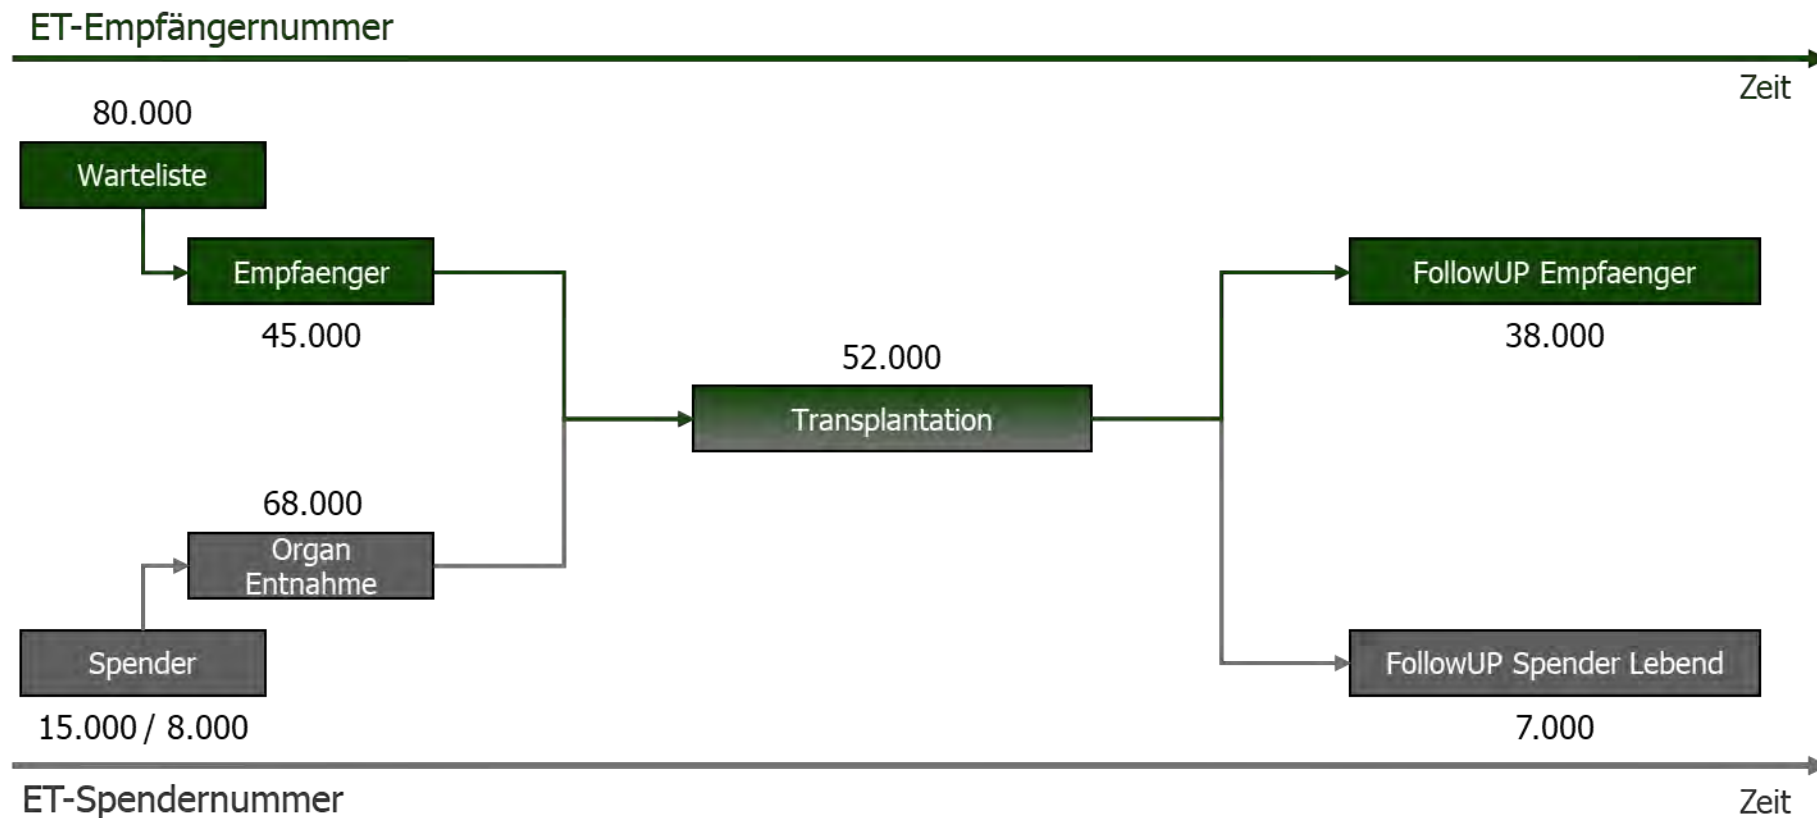 ET-Empfängernummer
Zeit
80.000
Warteliste
Empfaenger
45.000
FollowUP Empfaenger
38.000
52.000
Transplantation
68.000
Organ
Entnahme
Spender
15.000 / 8.000
FollowUP Spender Lebend
7.000
ET-Spendernummer
Zeit